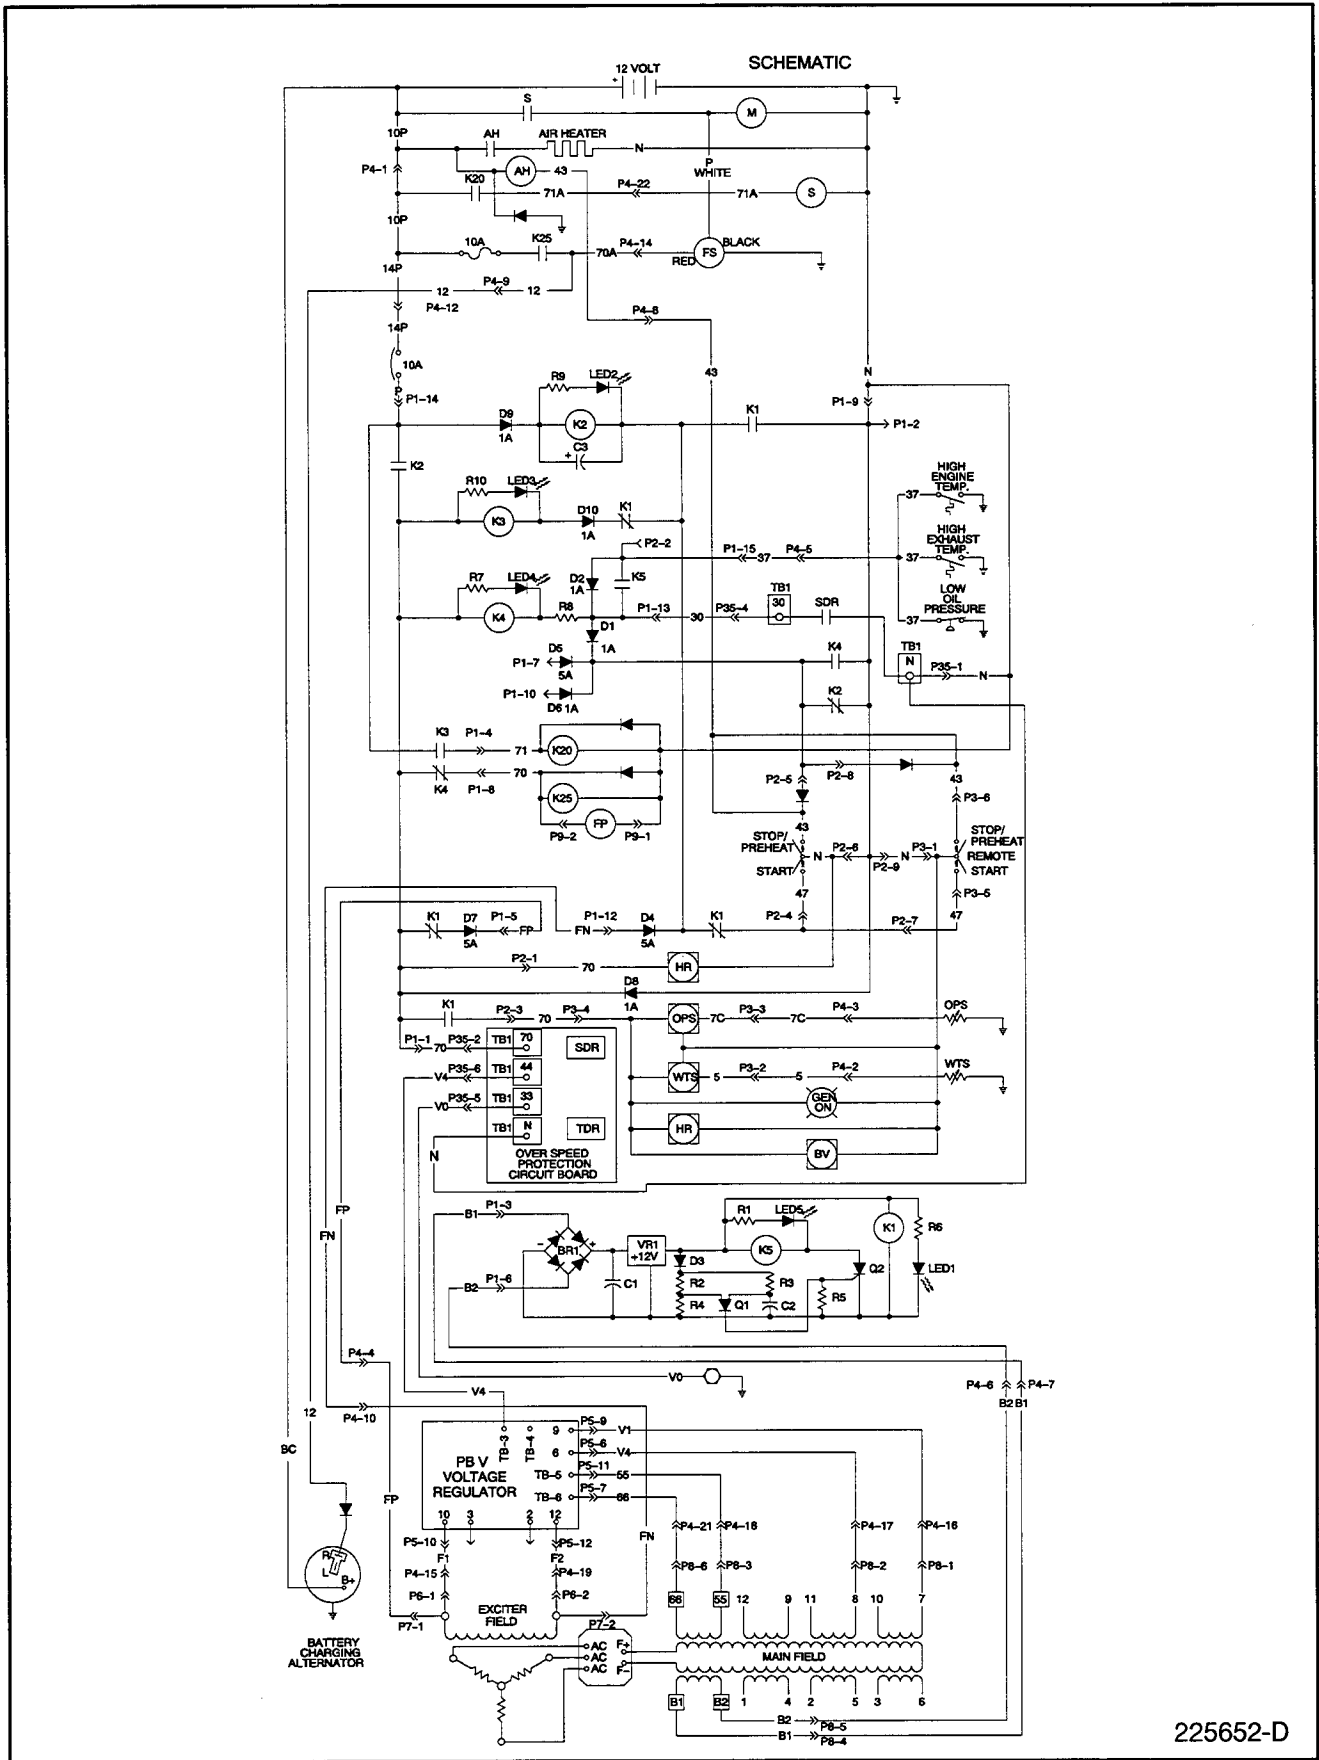 SCHEMATIC
12 VOLT
+
S
M
10P
AH
AIR HEATER
N
P
WHITE
P4-1
AH
43
K20
71A
P4-22
71A
S
10P
10A
K25
70A
P4-14
RED
FS
BLACK
14P
12
P4-9
12
P4-12
P4-8
14P
10A
43
P
P1-14
R9
LED2
N
P1-9
D9
1A
K2
K1
P1-2
C3
+
K2
R10
LED3
K3
D10
1A
K1
HIGH
ENGINE
TEMP.
37
P2-2
P1-15
37
P4-5
HIGH
EXHAUST
TEMP.
37
R7
LED4
D2
1A
K5
TB1
30
SDR
LOW
OIL
PRESSURE
37
K4
R8
P1-13
30
P35-4
D1
1A
P1-7
D5
5A
K4
TB1
N
P35-1
N
P1-10
D6 1A
K2
K3
P1-4
71
K20
K4
P1-8
70
P2-5
P2-8
43
K25
P3-6
P9-2
FP
P9-1
43
STOP/
PREHEAT
START
N
P2-6
P2-9
N
P3-1
STOP/
PREHEAT
REMOTE
START
47
P3-5
P2-4
47
K1
D7
5A
P1-5
FP
P1-12
FN
D4
5A
K1
P2-7
P2-1
70
HR
D8
1A
K1
P2-3
70
P3-4
OPS
7C
P3-3
7C
P4-3
OPS
P1-1
70
P35-2
TB1
70
SDR
V4
P35-6
TB1
44
WTS
5
P3-2
5
P4-2
WTS
V0
P35-5
TB1
33
GEN
ON
TB1
N
TDR
HR
N
OVER SPEED
PROTECTION
CIRCUIT BOARD
BV
FP
FN
B1
P1-3
BR1
-
+
VR1
+12V
R1
LED5
K5
K1
R6
D3
R2
R3
R4
Q1
C2
C1
R5
Q2
LED1
B2
P1-6
P4-4
V0
P4-6
P4-7
B2
B1
V4
P4-10
12
BC
PB V
VOLTAGE
REGULATOR
TB-3
TB-4
9
P5-9
V1
6
P5-6
V4
TB-5
P5-11
55
TB-6
P5-7
66
10
3
2
12
FP
FN
P5-10
F1
P4-15
P6-1
P5-12
F2
P4-19
P6-2
P4-21
P4-16
P4-17
P4-16
P8-6
P8-3
P8-2
P8-1
R
L
B+
P7-1
EXCITER
FIELD
P7-2
66
55
12
9
11
8
10
7
BATTERY
CHARGING
ALTERNATOR
AC
AC
AC
F+
F-
MAIN FIELD
B1
B2
1
4
2
5
3
6
B2
P8-5
B1
P8-4
225652-D